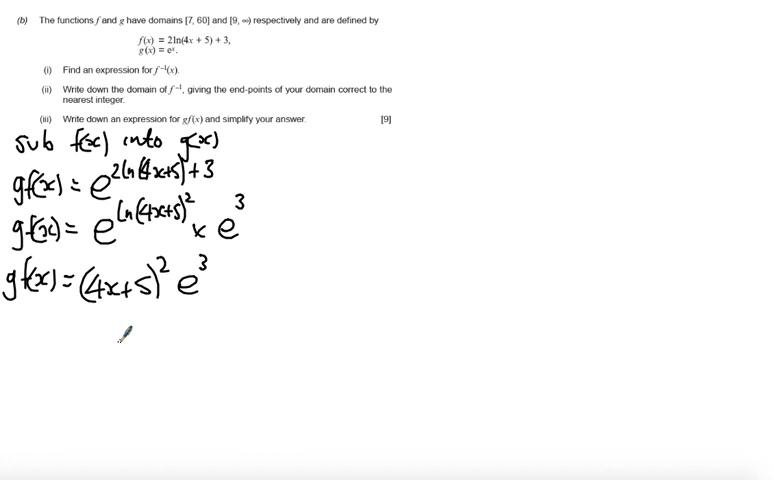 (b) The functions f and g have domains [7, 60] and [9, ∞) respectively and are defined by
f(x) = 2ln(4x + 5) + 3,
g(x) = eˣ.
(i) Find an expression for f⁻¹(x).
(ii) Write down the domain of f⁻¹, giving the end-points of your domain correct to the
nearest integer.
(iii) Write down an expression for gf(x) and simplify your answer. [9]
sub f(x) into g(x)
gf(x) = e^(2ln(4x+5)+3)
gf(x) = e^(ln(4x+5)²) × e³
gf(x) = (4x+5)² e³